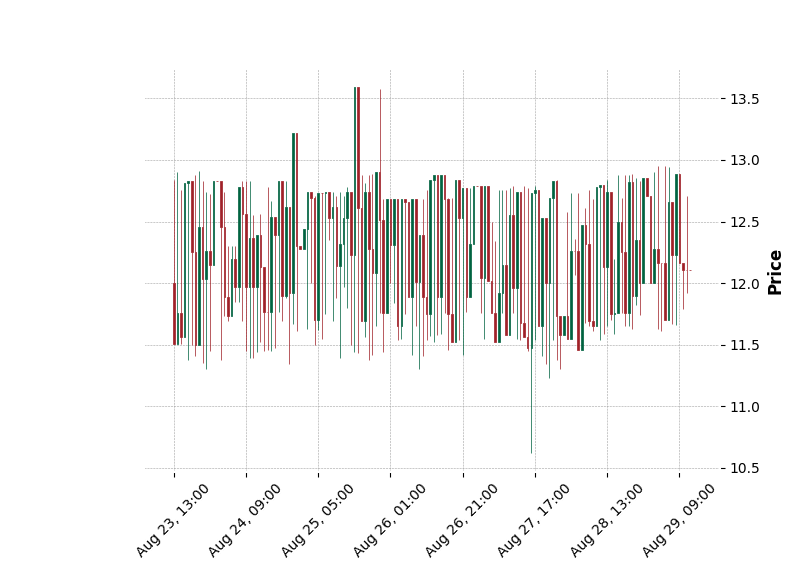 13.5
13.0
12.5
12.0
11.5
11.0
10.5
Price
Aug 23, 13:00
Aug 24, 09:00
Aug 25, 05:00
Aug 26, 01:00
Aug 26, 21:00
Aug 27, 17:00
Aug 28, 13:00
Aug 29, 09:00